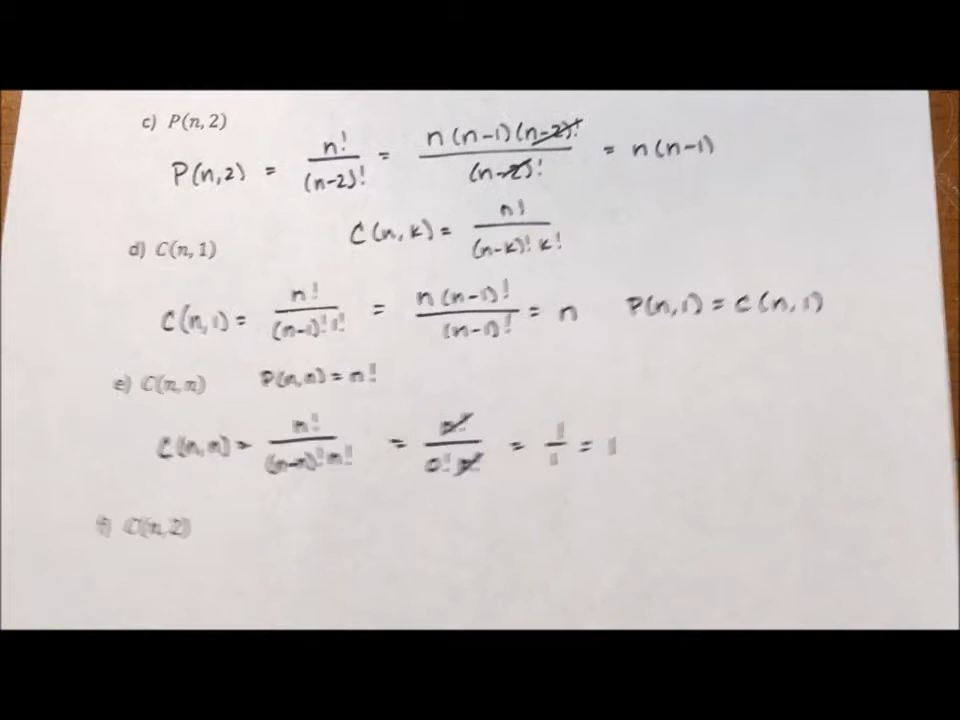 c) P(n, 2)
P(n,2) = n!/(n-2)! = n(n-1)(n-2)!/(n-2)! = n(n-1)
C(n,k) = n!/(n-k)! k!
d) C(n, 1)
C(n,1) = n!/(n-1)! 1! = n(n-1)!/(n-1)! = n P(n,1) = C(n,1)
e) C(n, n) P(n,n) = n!
C(n,n) = n!/(n-n)! n! = n!/0! n! = 1/1 = 1
f) C(n, 2)